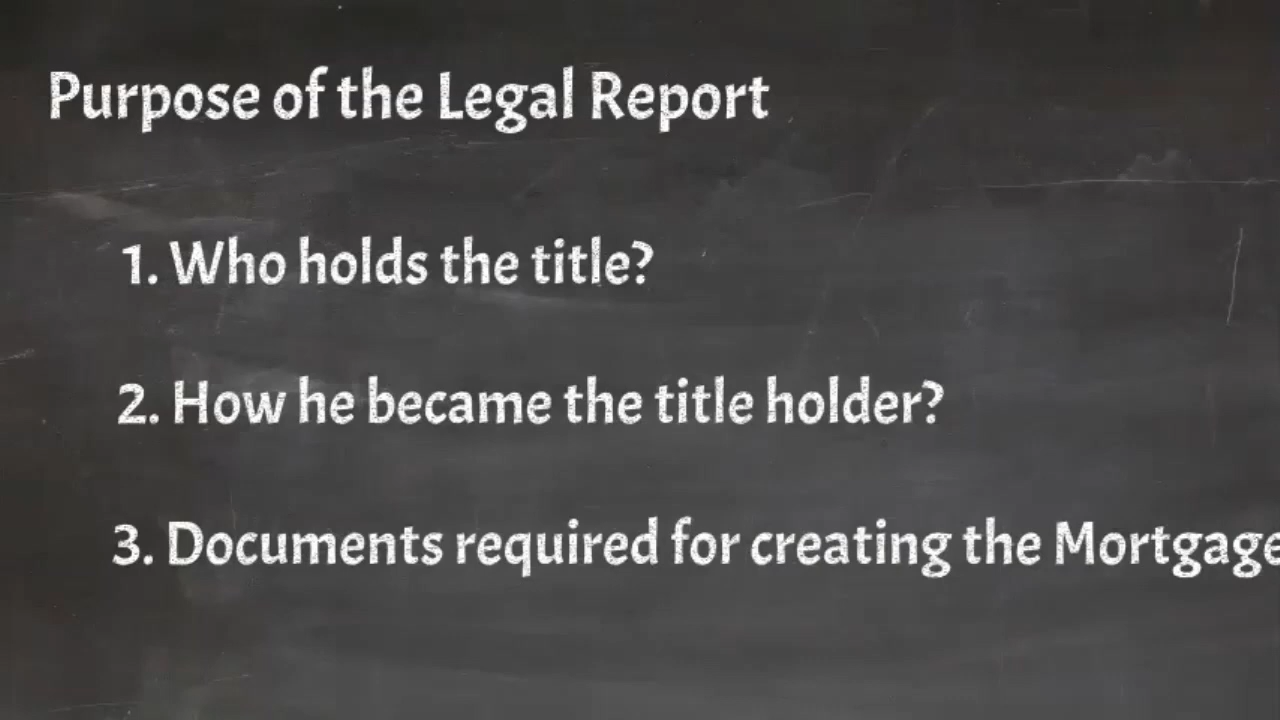 Purpose of the Legal Report
1. Who holds the title?
2. How he became the title holder?
3. Documents required for creating the Mortgage